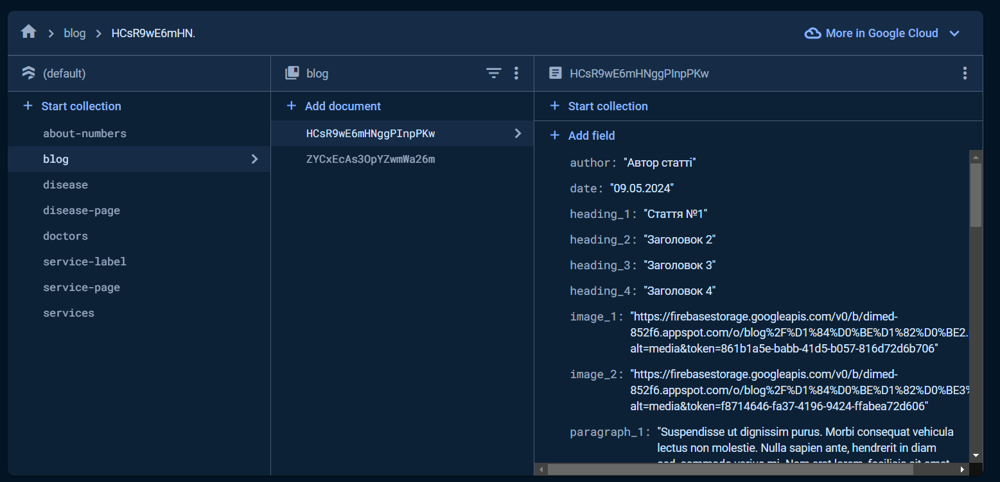 blog
HCsR9wE6mHN.
More in Google Cloud
(default)
blog
HCsR9wE6mHNggPInpPKw
+ Start collection
about-numbers
blog
disease
disease-page
doctors
service-label
service-page
services
+ Add document
HCsR9wE6mHNggPInpPKw
ZYCxEcAs3OpYZwmWa26m
+ Start collection
+ Add field
author: "Автор статті"
date: "09.05.2024"
heading_1: "Стаття №1"
heading_2: "Заголовок 2"
heading_3: "Заголовок 3"
heading_4: "Заголовок 4"
image_1: "https://firebasestorage.googleapis.com/v0/b/dimed-
852f6.appspot.com/o/blog%2F%D1%84%D0%BE%D1%82%D0%BE2.
alt=media&token=861b1a5e-babb-41d5-b057-816d72d6b706"
image_2: "https://firebasestorage.googleapis.com/v0/b/dimed-
852f6.appspot.com/o/blog%2F%D1%84%D0%BE%D1%82%D0%BE3%
alt=media&token=f8714646-fa37-4196-9424-ffabea72d606"
paragraph_1: "Suspendisse ut dignissim purus. Morbi consequat vehicula
lectus non molestie. Nulla sapien ante, hendrerit in diam